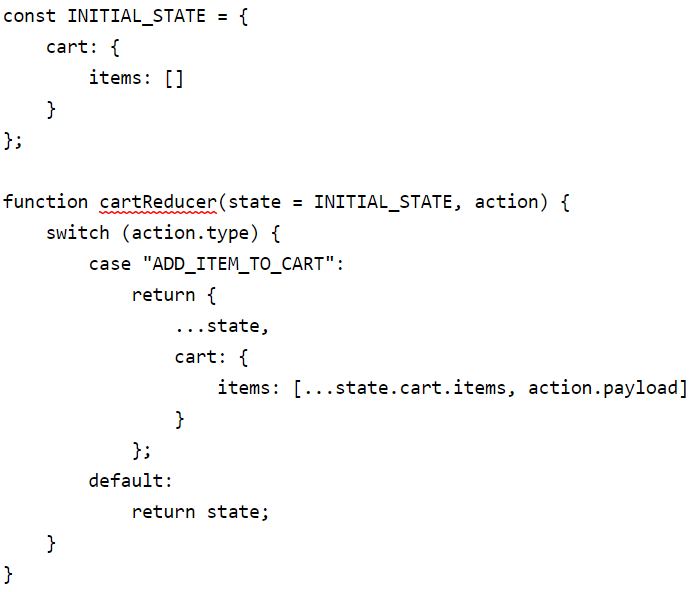 const INITIAL_STATE = {
    cart: {
        items: []
    }
};

function cartReducer(state = INITIAL_STATE, action) {
    switch (action.type) {
        case "ADD_ITEM_TO_CART":
            return {
                ...state,
                cart: {
                    items: [...state.cart.items, action.payload]
                }
            };
        default:
            return state;
    }
}